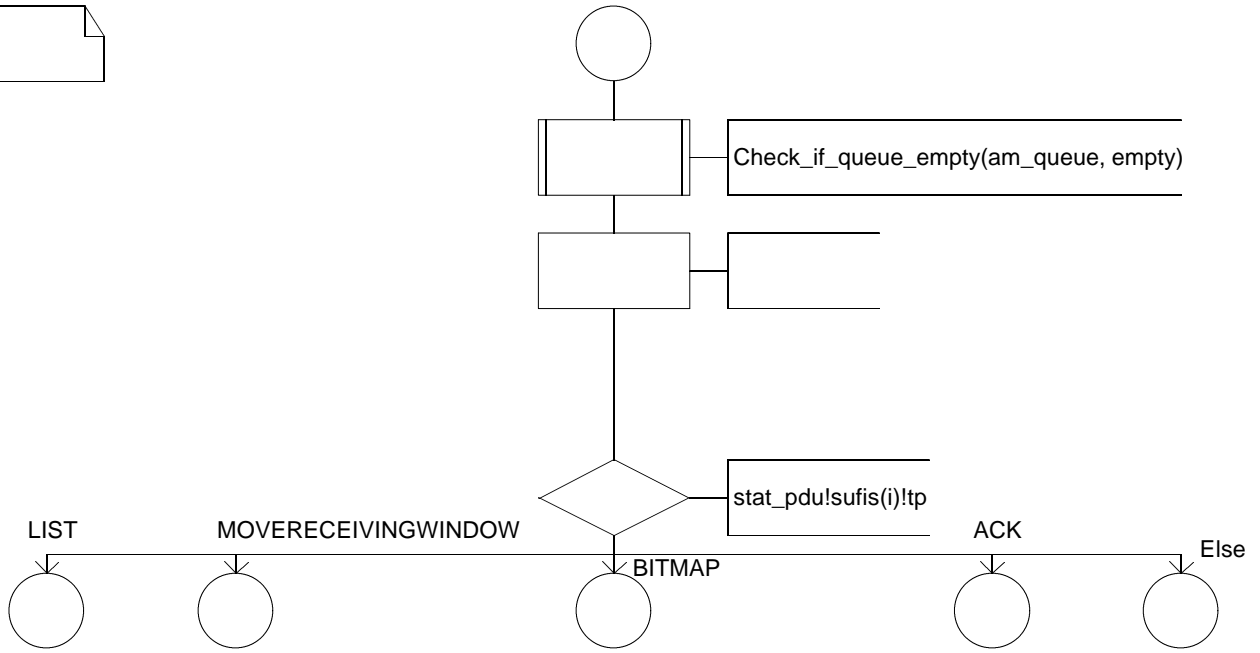 Check_if_queue_empty(am_queue, empty)
stat_pdu!sufis(i)!tp
LIST
MOVERECEIVINGWINDOW
ACK
Else
BITMAP